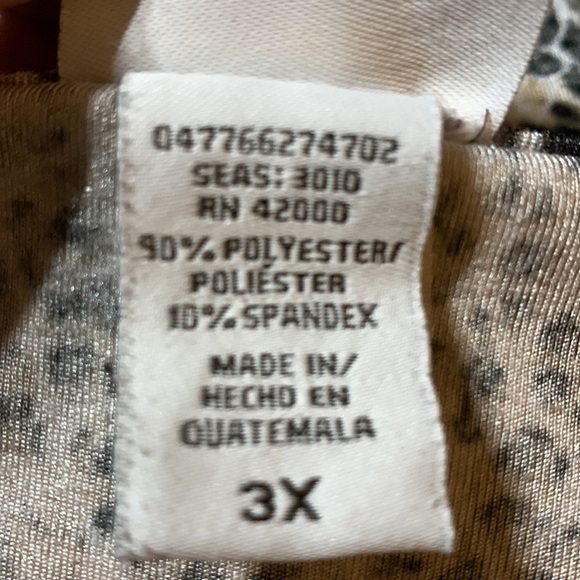 047766274702
SEAS: 3010
RN 42000
90% POLYESTER/
POLIÉSTER
10% SPANDEX
MADE IN/
HECHO EN
GUATEMALA
3X